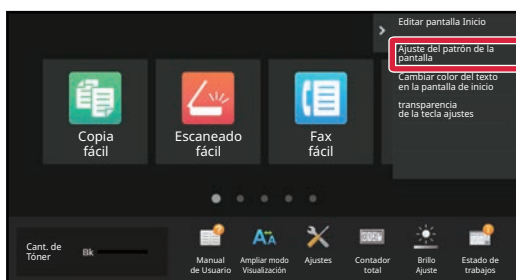 Editar pantalla Inicio
Ajuste del patrón de la
pantalla
Cambiar color del texto
en la pantalla de inicio
transparencia
de la tecla ajustes
Copia
fácil
Escaneado
fácil
Fax
fácil
Cant. de
Tóner
Bk
Manual
de Usuario
Ampliar modo
Visualización
Ajustes
Contador
total
Brillo
Ajuste
Estado de
trabajos